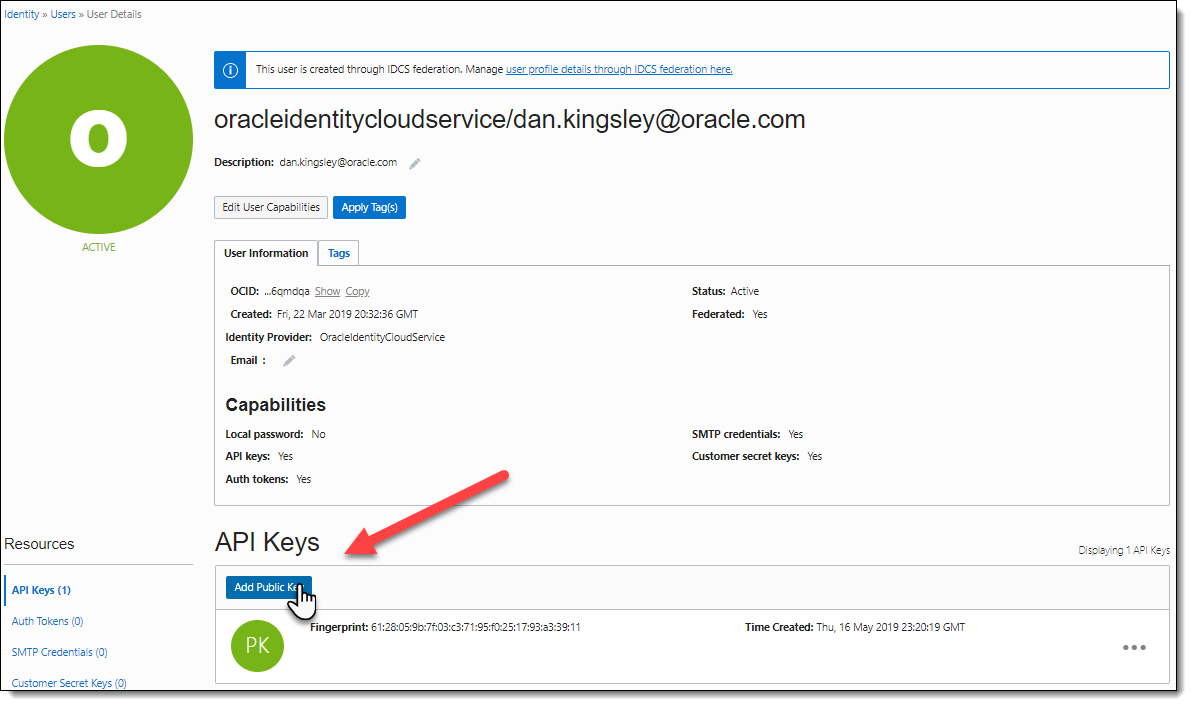 Identity » Users » User Details
O
ACTIVE
This user is created through IDCS federation. Manage user profile details through IDCS federation here.
oracleidentitycloudservice/dan.kingsley@oracle.com
Description: dan.kingsley@oracle.com
Edit User Capabilities Apply Tag(s)
User Information Tags
OCID: ...6qmdqa Show Copy Status: Active
Created: Fri, 22 Mar 2019 20:32:36 GMT Federated: Yes
Identity Provider: OracleIdentityCloudService
Email :
Capabilities
Local password: No SMTP credentials: Yes
API keys: Yes Customer secret keys: Yes
Auth tokens: Yes
Resources
API Keys (1)
Auth Tokens (0)
SMTP Credentials (0)
Customer Secret Keys (0)
API Keys
Displaying 1 API Keys
Add Public
PK
Fingerprint: 61:28:05:9b:7f:03:c3:71:95:f0:25:17:93:a3:39:11 Time Created: Thu, 16 May 2019 23:20:19 GMT